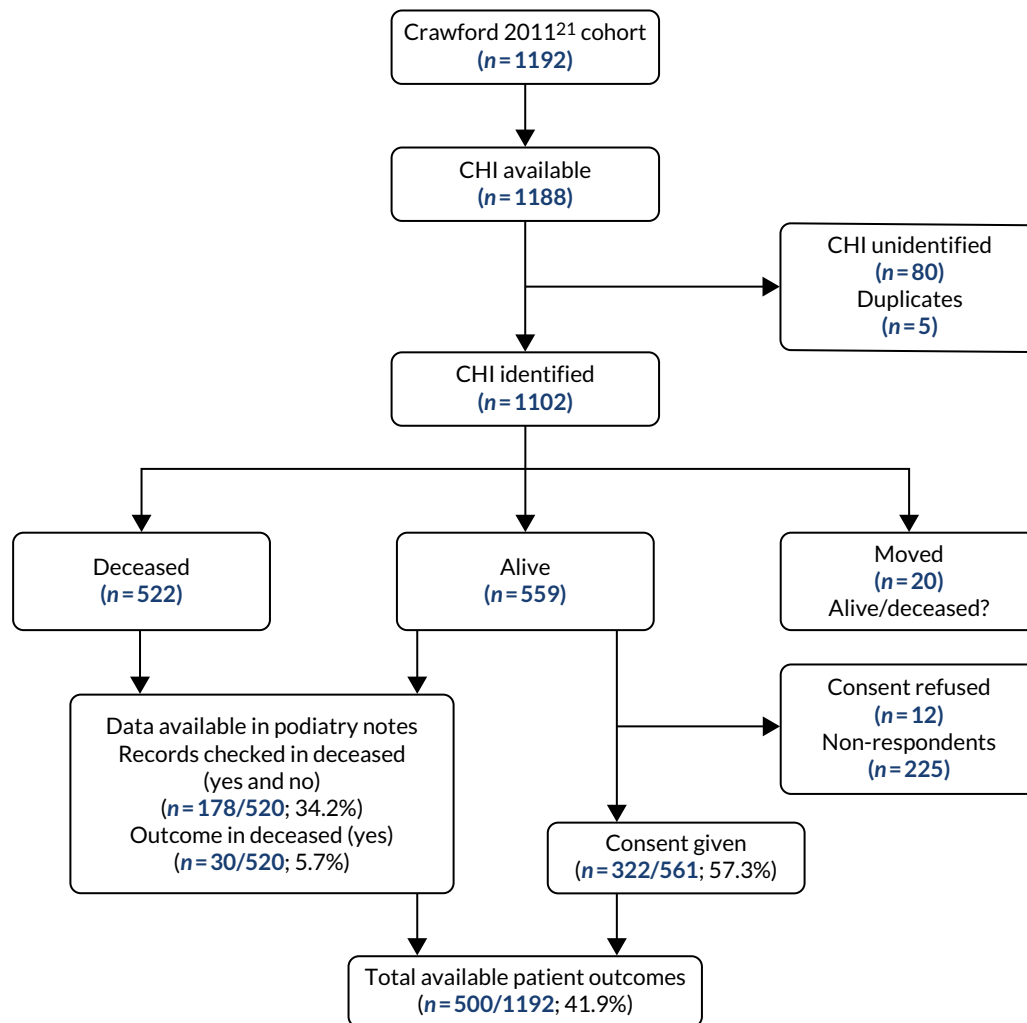 Crawford 2011²¹ cohort
(n = 1192)
CHI available
(n = 1188)
CHI unidentified
(n = 80)
Duplicates
(n = 5)
CHI identified
(n = 1102)
Deceased
(n = 522)
Alive
(n = 559)
Moved
(n = 20)
Alive/deceased?
Consent refused
(n = 12)
Non-respondents
(n = 225)
Data available in podiatry notes
Records checked in deceased
(yes and no)
(n = 178/520; 34.2%)
Outcome in deceased (yes)
(n = 30/520; 5.7%)
Consent given
(n = 322/561; 57.3%)
Total available patient outcomes
(n = 500/1192; 41.9%)